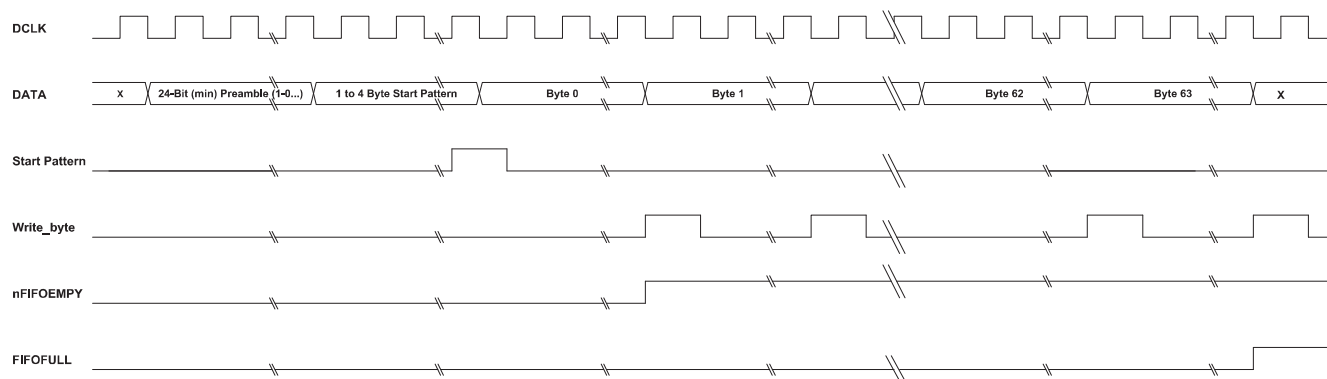 DCLK
DATA X 24-Bit (min) Preamble (1-0...) 1 to 4 Byte Start Pattern Byte 0 Byte 1 Byte 62 Byte 63 X
Start Pattern
Write_byte
nFIFOEMPY
FIFOFULL